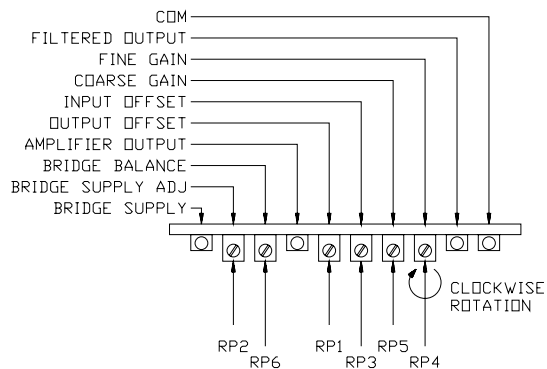 COM
FILTERED OUTPUT
FINE GAIN
COARSE GAIN
INPUT OFFSET
OUTPUT OFFSET
AMPLIFIER OUTPUT
BRIDGE BALANCE
BRIDGE SUPPLY ADJ
BRIDGE SUPPLY
CLOCKWISE
ROTATION
RP2
RP6
RP1
RP3
RP5
RP4